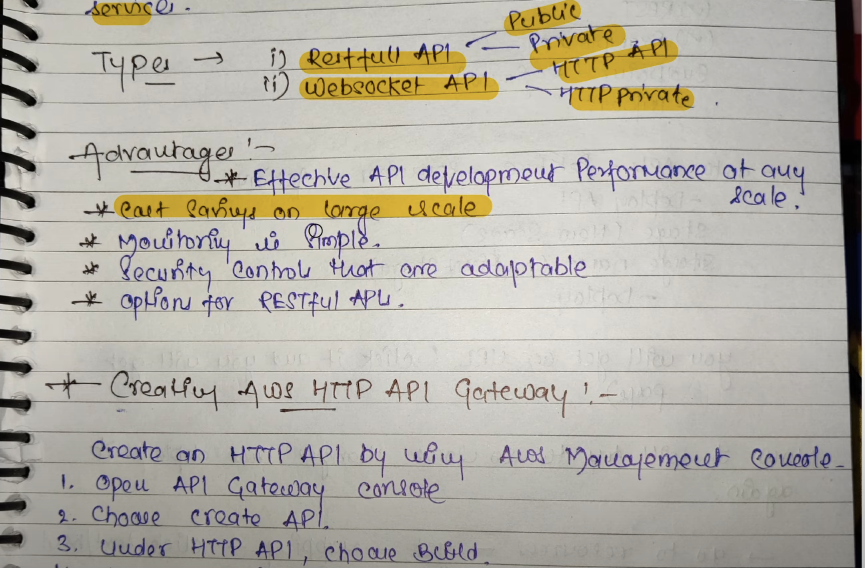 service.
Public
Types → i) Restfull API Private
ii) Websocket API HTTP API
HTTP private.
Advantages :-
* Effective API development Performance at any
scale.
* Cost Savings on large scale
* Monitoring is Simple.
* Security Controls that are adaptable
* Option for RESTful APIs.
* Creating AWS HTTP API Gateway :-
Create an HTTP API by using AWS Management Console-
1. Open API Gateway console
2. Choose create API.
3. Under HTTP API, choose Build.